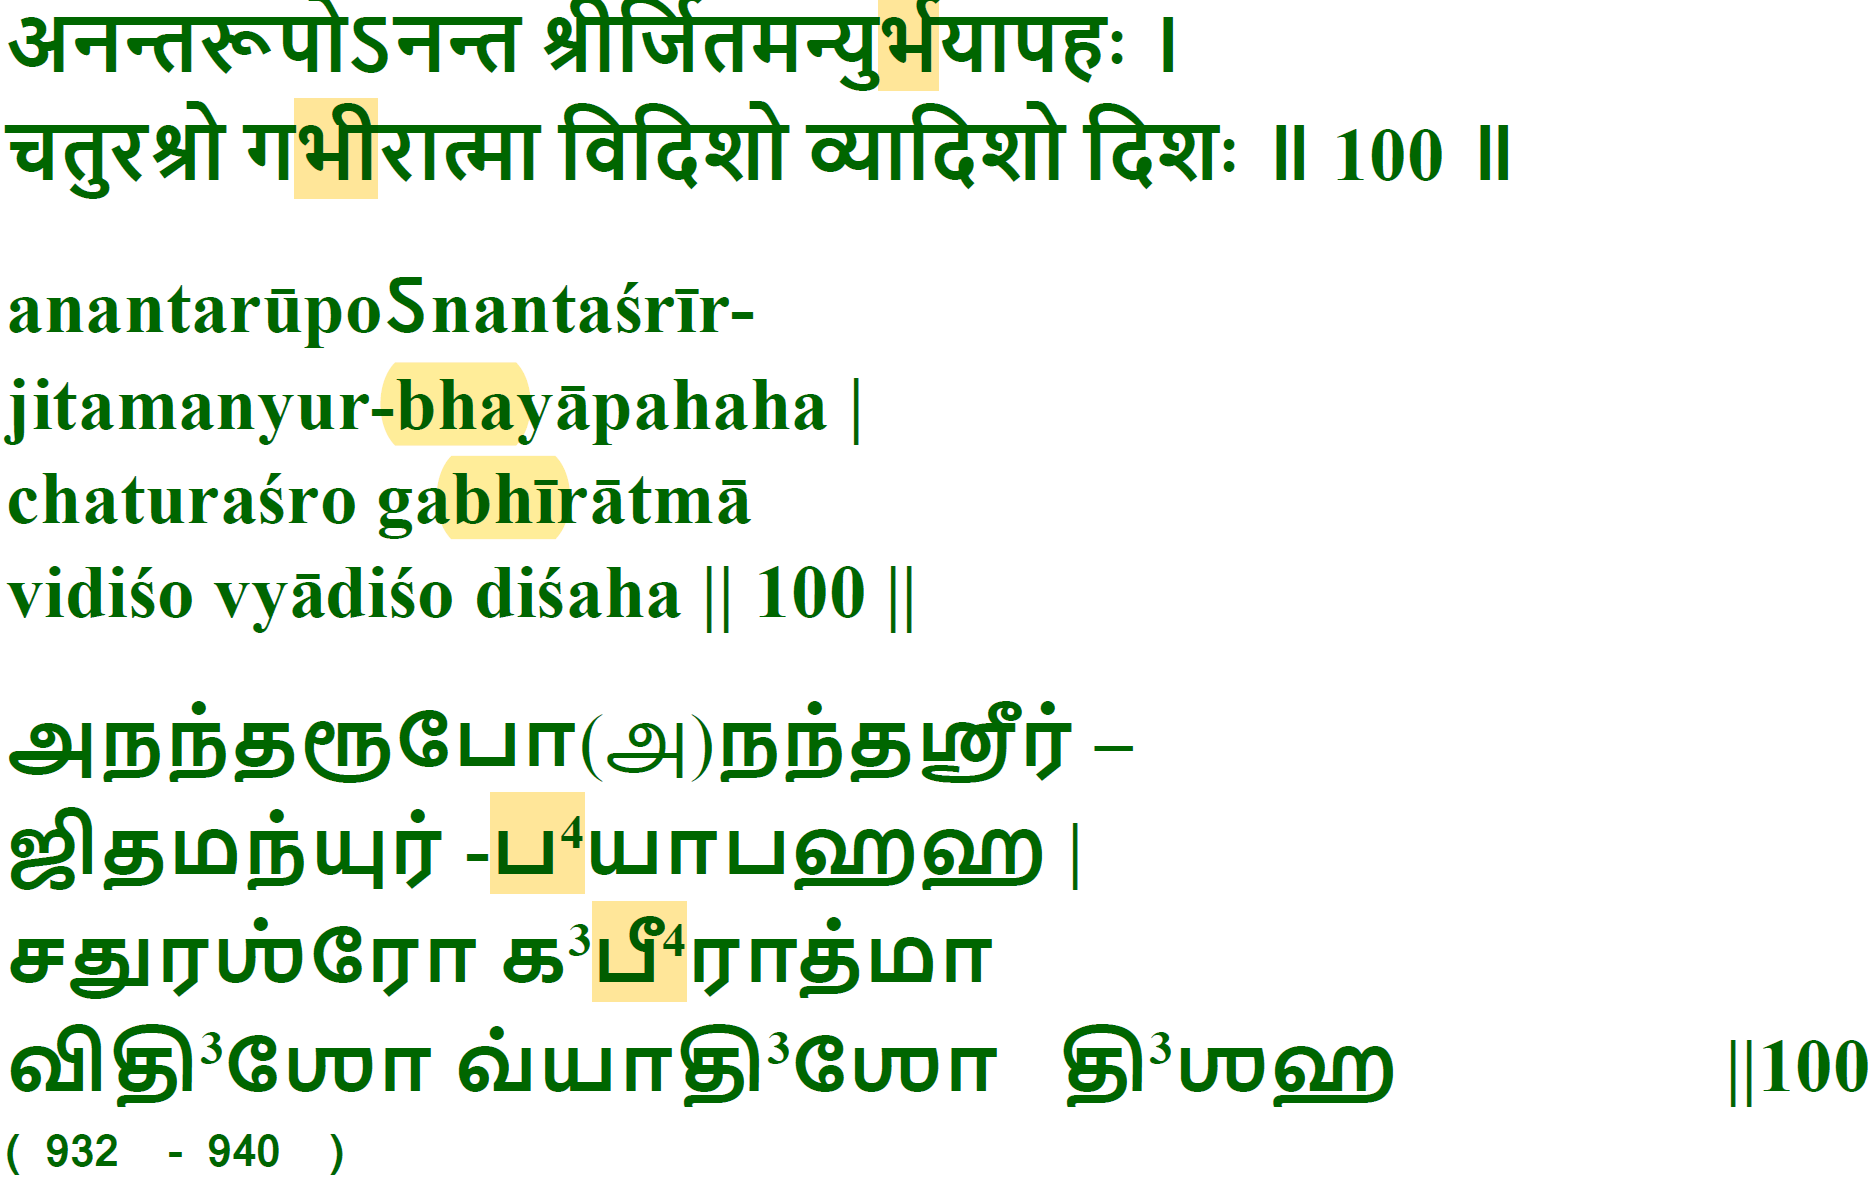 अनन्तरूपोऽनन्त श्रीर्जितमन्युर्भयापहः ।
चतुरश्रो गभीरात्मा विदिशो व्यादिशो दिशः ॥ 100 ॥
anantarūpoऽnantaśrīr-
jitamanyur-bhayāpahaha |
chaturaśro gabhīrātmā
vidiśo vyādiśo diśaha || 100 ||
அநந்தரூபோ(அ)நந்தஶ்ரீர் –
ஜிதமந்யுர் -ப⁴யாபஹஹ |
சதுரஶ்ரோ க³பீ⁴ராத்மா
விதி³ஶோ வ்யாதி³ஶோ தி³ஶஹ ||100
( 932 - 940 )